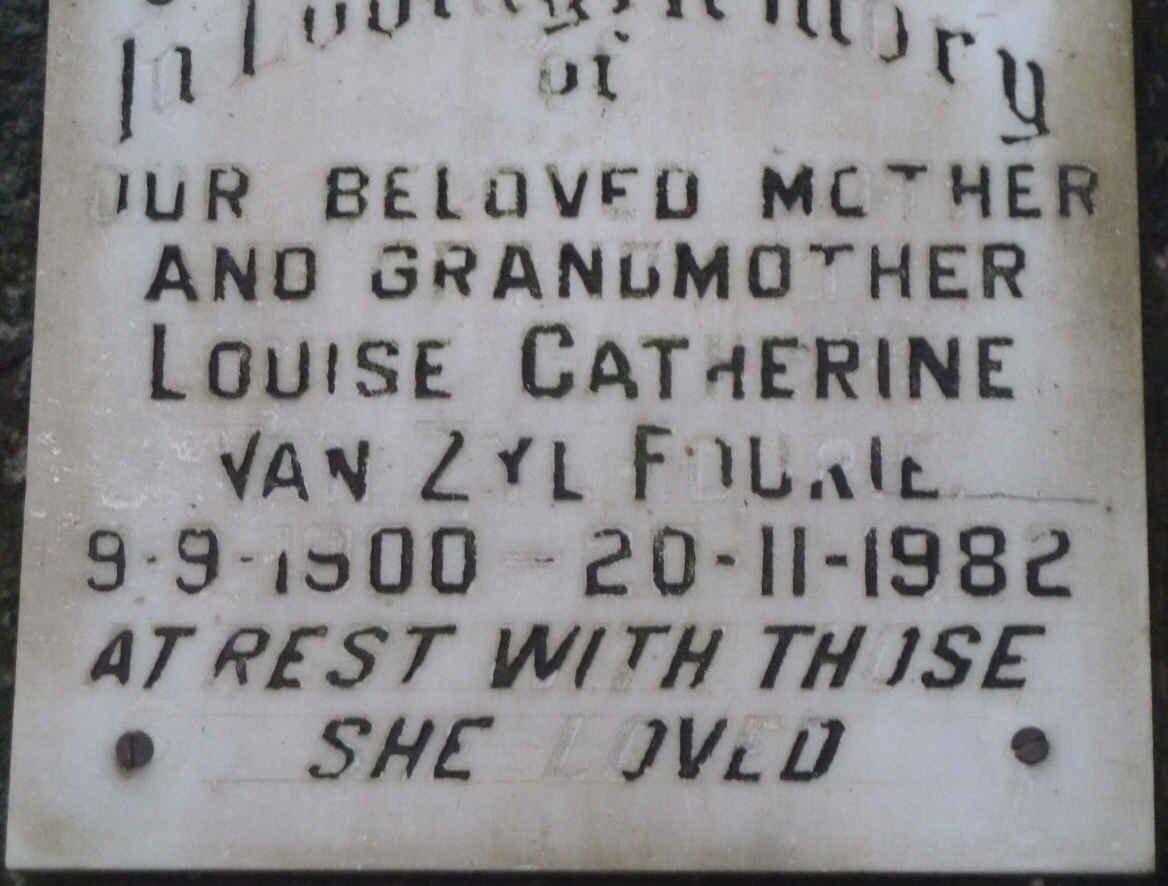 In Loving Memory
of
OUR BELOVED MOTHER
AND GRANDMOTHER
LOUISE CATHERINE
VAN ZYL FOURIE
9-9-1900 - 20-11-1982
AT REST WITH THOSE
SHE LOVED